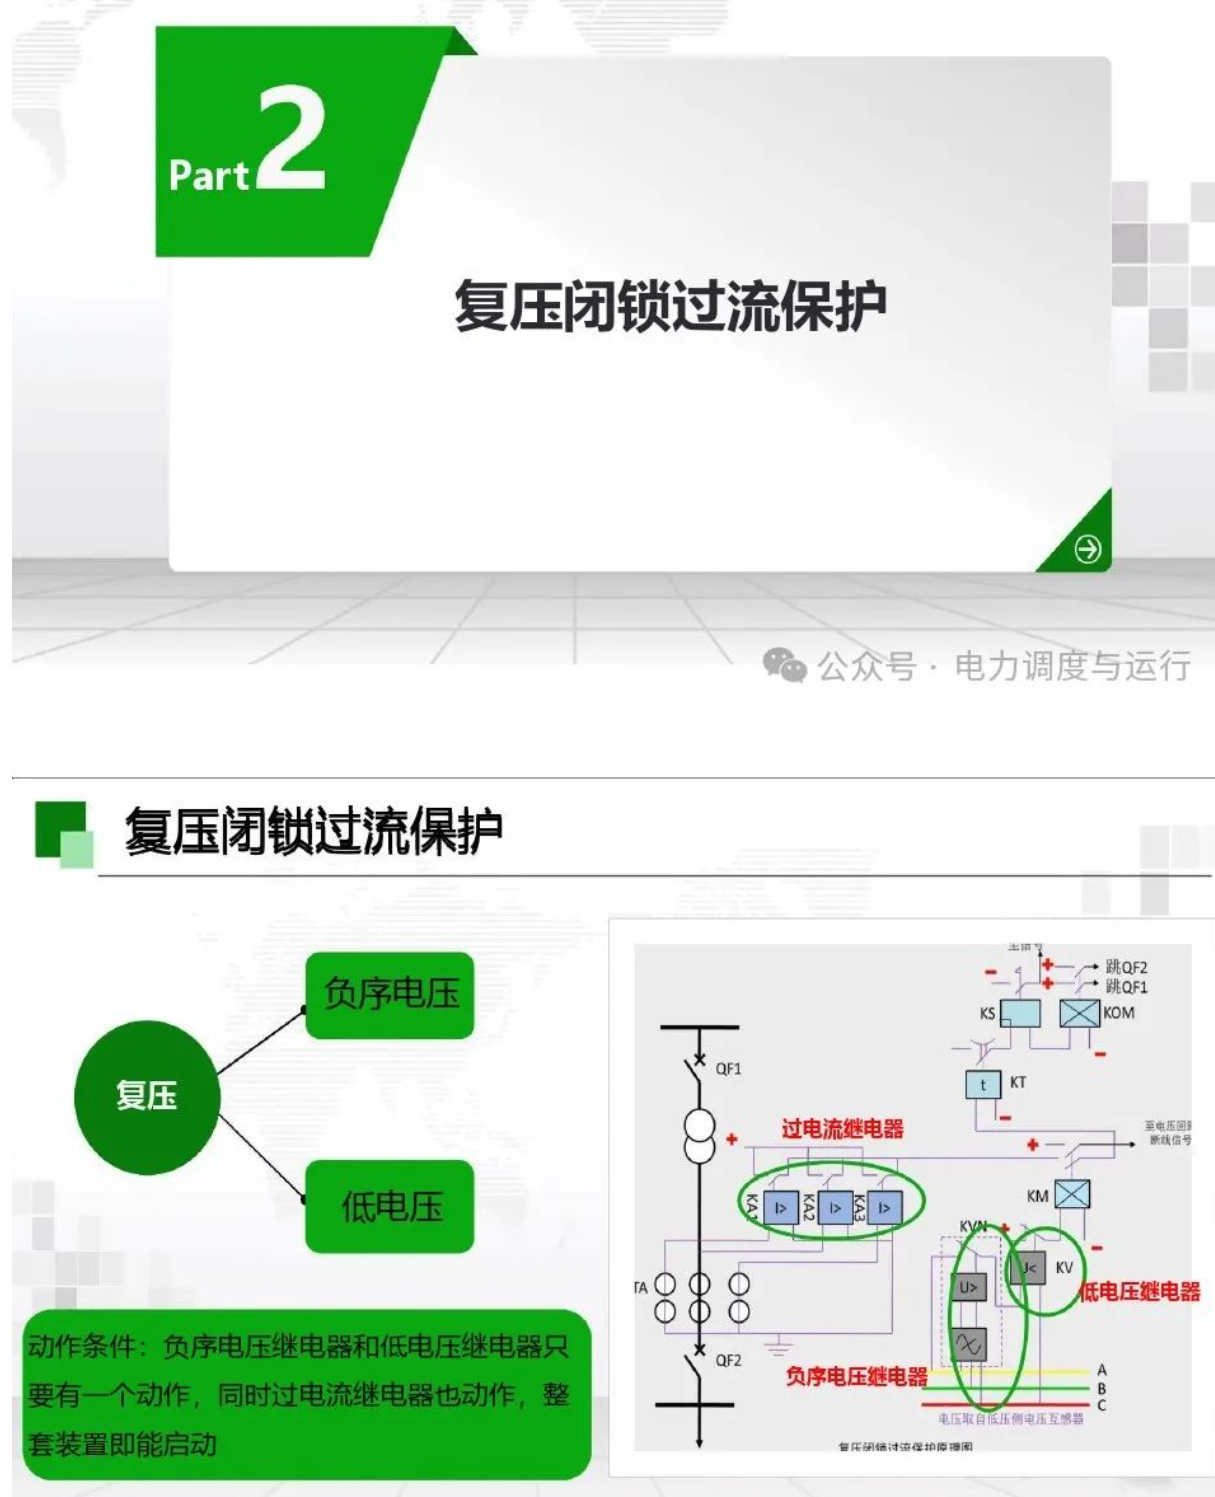 Part 2
复压闭锁过流保护
公众号 · 电力调度与运行
复压闭锁过流保护
负序电压
复压
低电压
动作条件：负序电压继电器和低电压继电器只
要有一个动作，同时过电流继电器也动作，整
套装置即能启动
至信号
跳QF2
跳QF1
KS
KOM
QF1
t
KT
过电流继电器
至电压回路
断线信号
KA1
I>
KA2
I>
KA3
I>
KM
KVN
U<
KV
TA
U>
低电压继电器
QF2
负序电压继电器
A
B
C
电压取自低压侧电压互感器
复压闭锁过流保护原理图